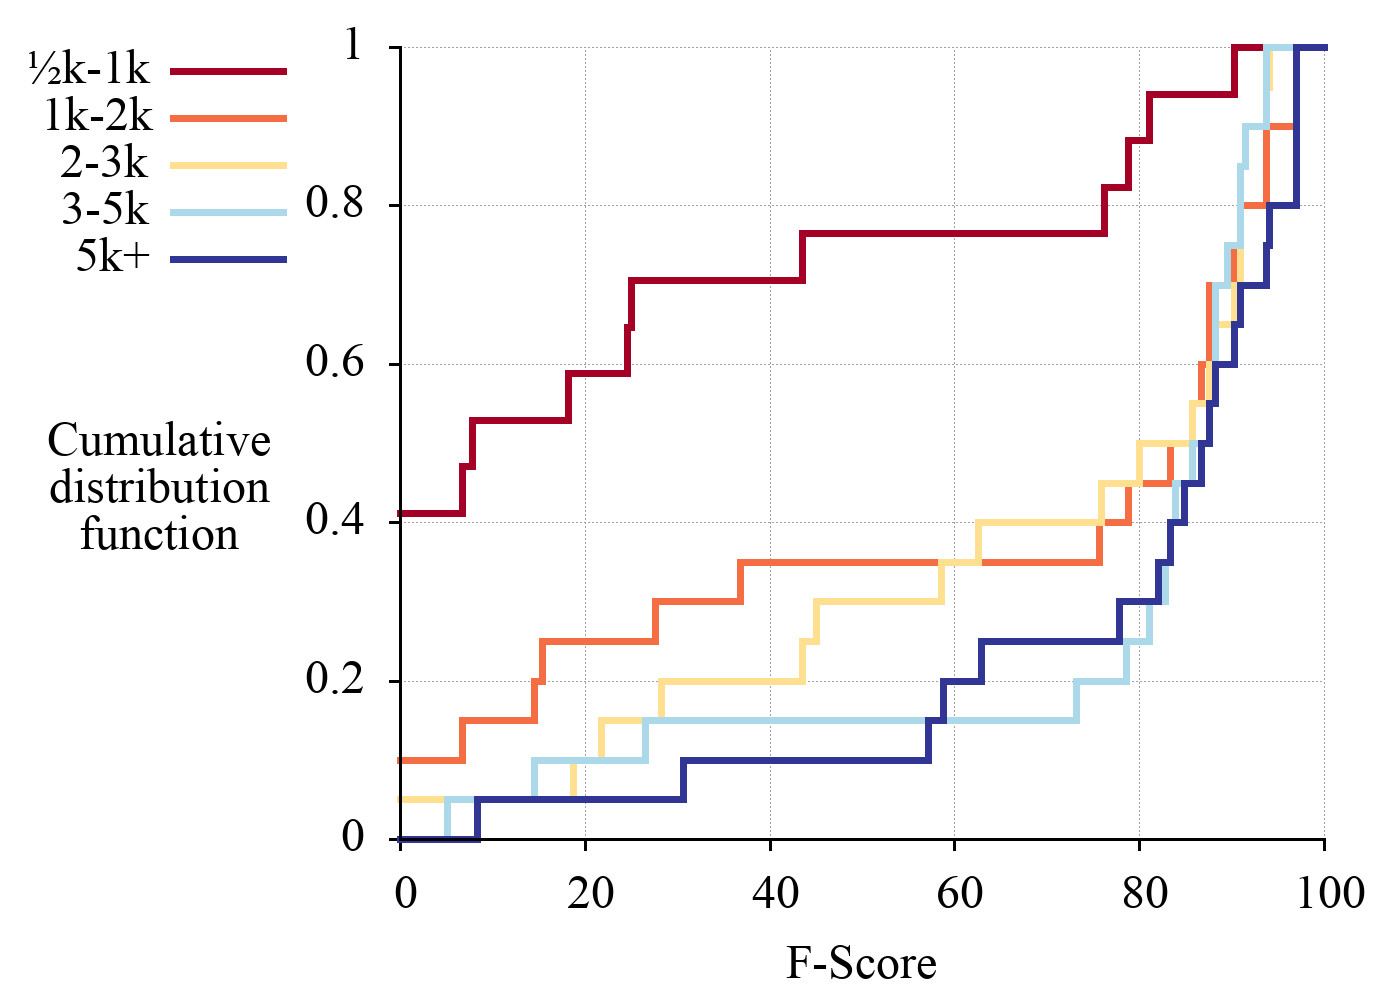 ½k-1k
1k-2k
2-3k
3-5k
5k+
Cumulative
distribution
function
1
0.8
0.6
0.4
0.2
0
0 20 40 60 80 100
F-Score